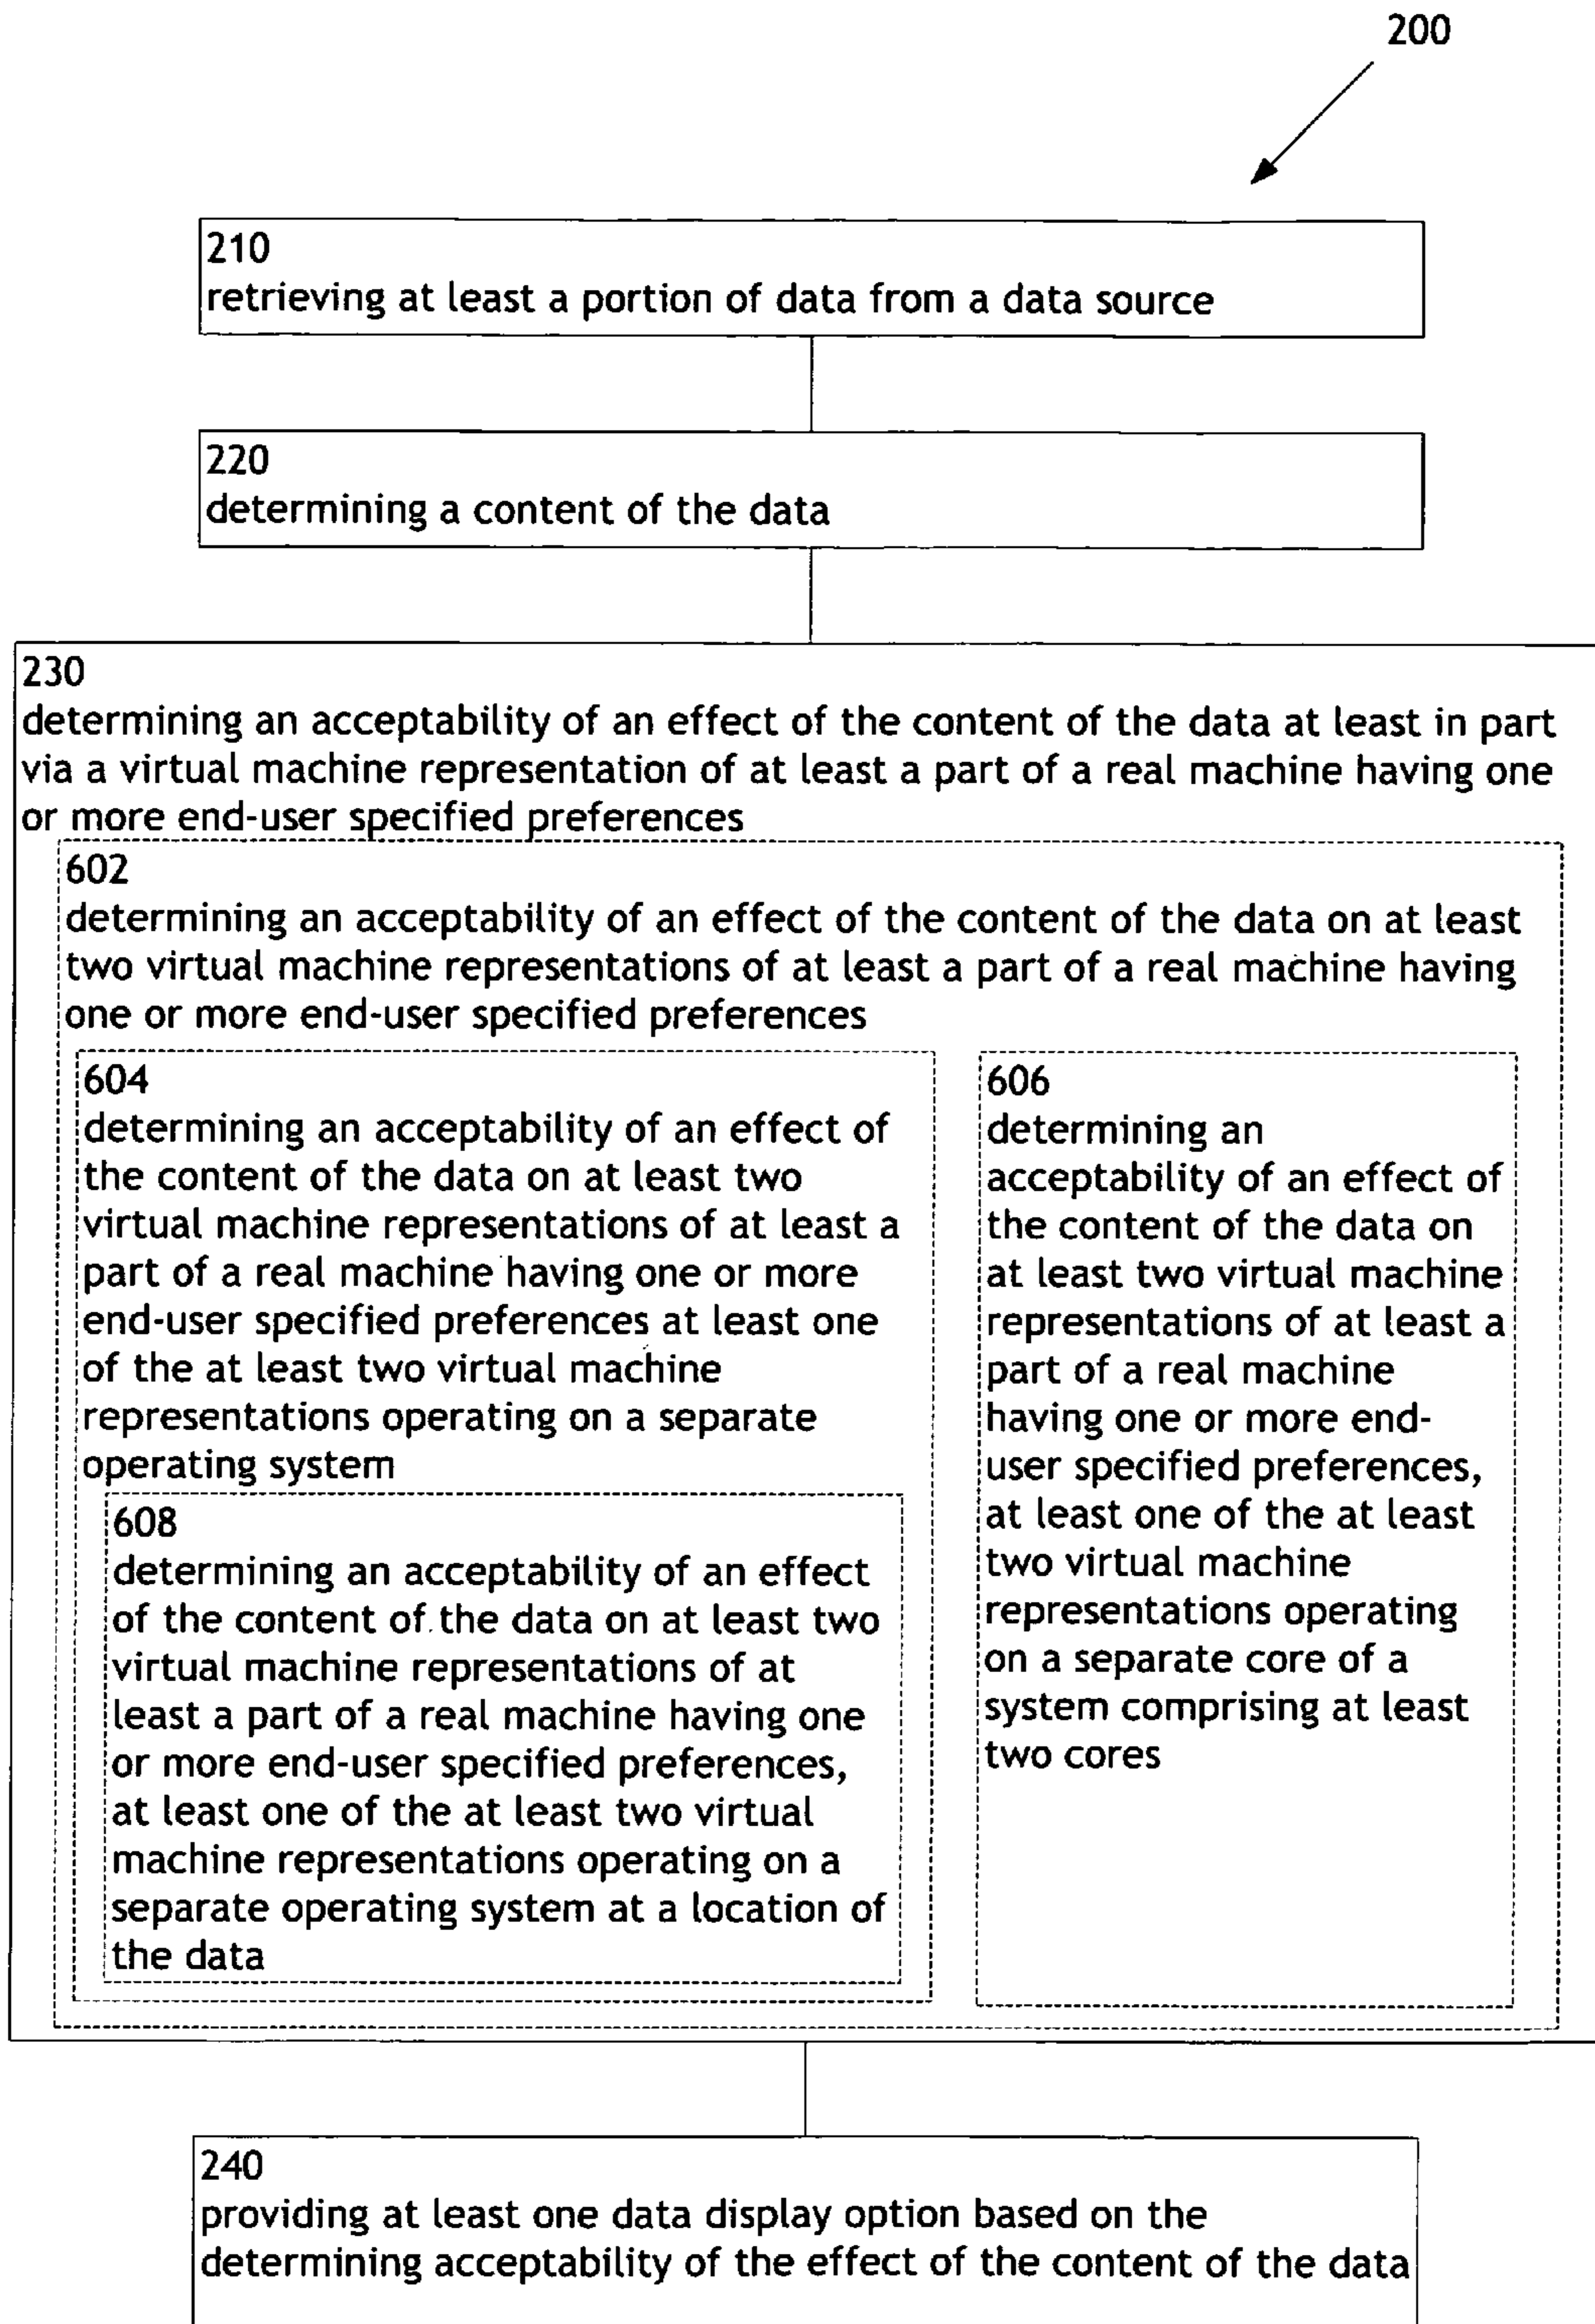 200
210
retrieving at least a portion of data from a data source
220
determining a content of the data
230
determining an acceptability of an effect of the content of the data at least in part
via a virtual machine representation of at least a part of a real machine having one
or more end-user specified preferences
602
determining an acceptability of an effect of the content of the data on at least
two virtual machine representations of at least a part of a real machine having
one or more end-user specified preferences
604
determining an acceptability of an effect of
the content of the data on at least two
virtual machine representations of at least a
part of a real machine having one or more
end-user specified preferences at least one
of the at least two virtual machine
representations operating on a separate
operating system
608
determining an acceptability of an effect
of the content of the data on at least two
virtual machine representations of at
least a part of a real machine having one
or more end-user specified preferences,
at least one of the at least two virtual
machine representations operating on a
separate operating system at a location of
the data
606
determining an
acceptability of an effect of
the content of the data on
at least two virtual machine
representations of at least a
part of a real machine
having one or more end-
user specified preferences,
at least one of the at least
two virtual machine
representations operating
on a separate core of a
system comprising at least
two cores
240
providing at least one data display option based on the
determining acceptability of the effect of the content of the data